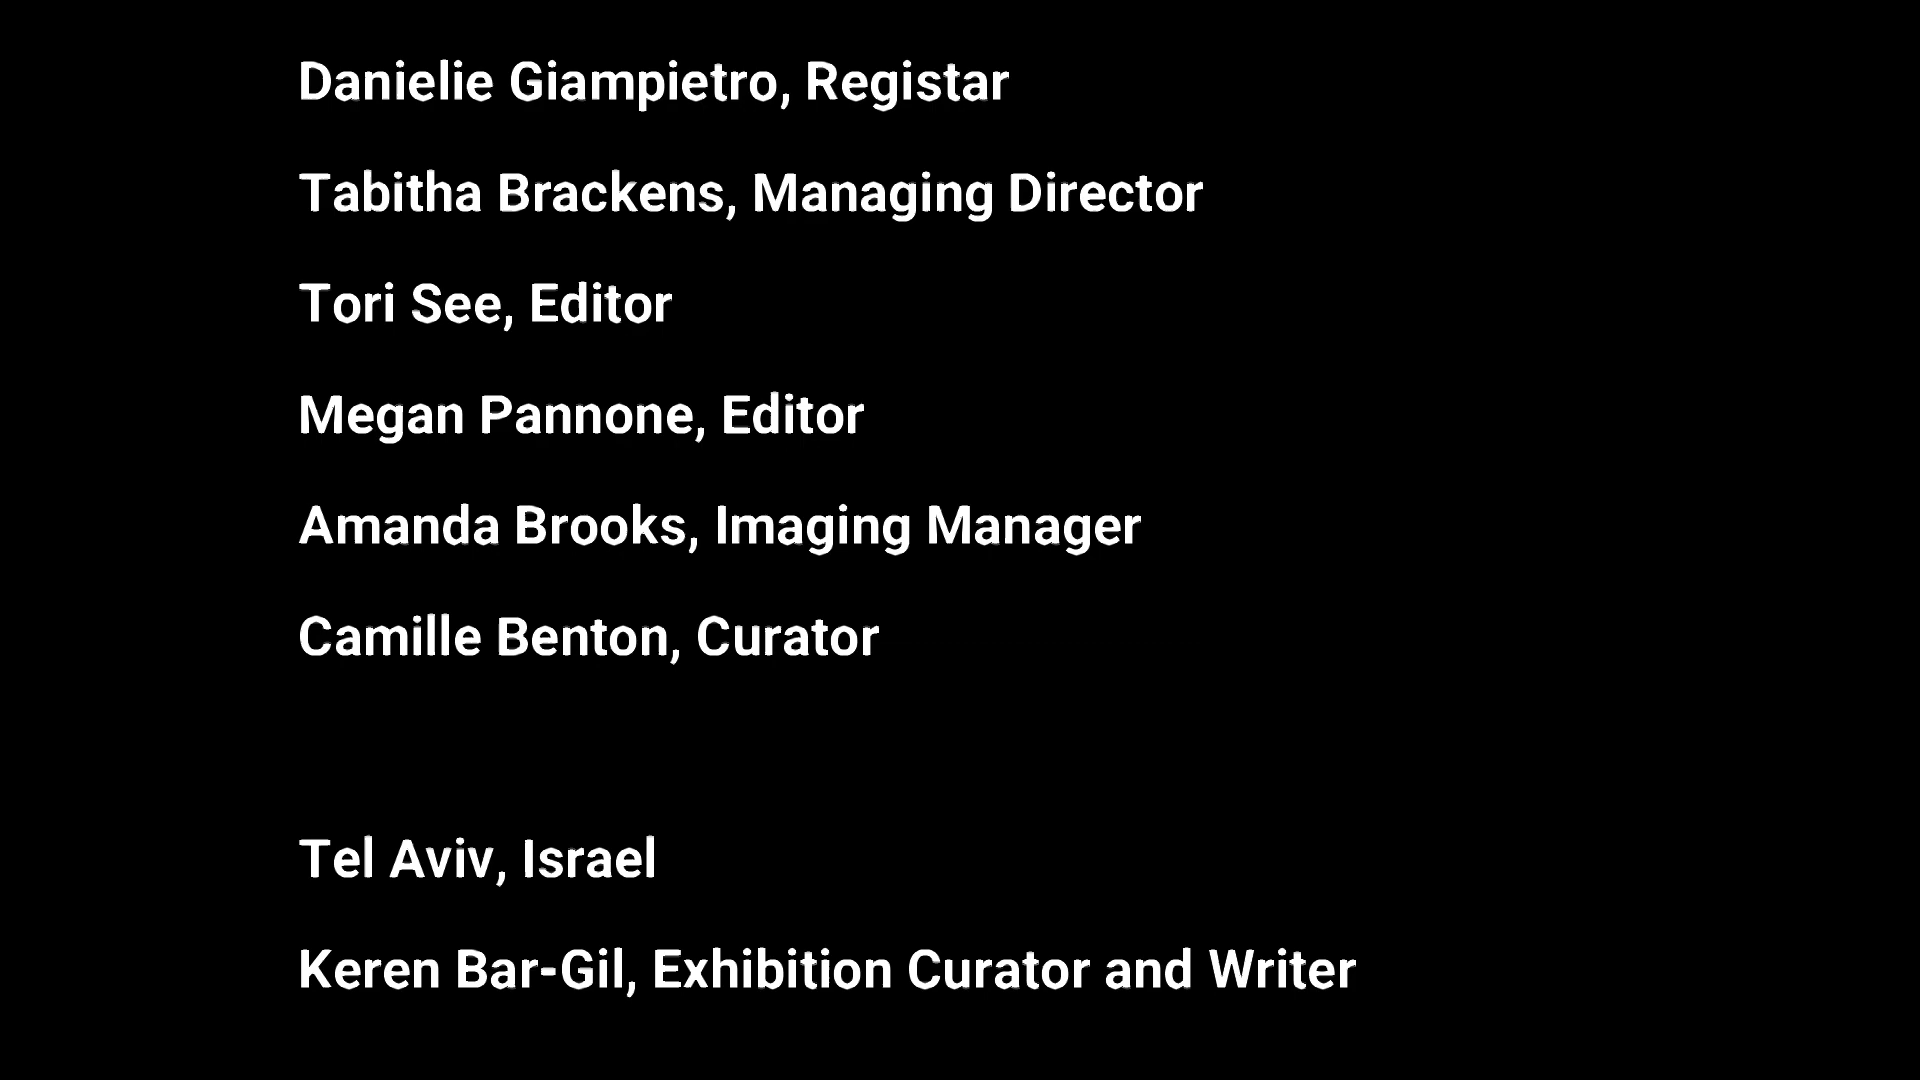 Danielie Giampietro, Registar
Tabitha Brackens, Managing Director
Tori See, Editor
Megan Pannone, Editor
Amanda Brooks, Imaging Manager
Camille Benton, Curator
Tel Aviv, Israel
Keren Bar-Gil, Exhibition Curator and Writer